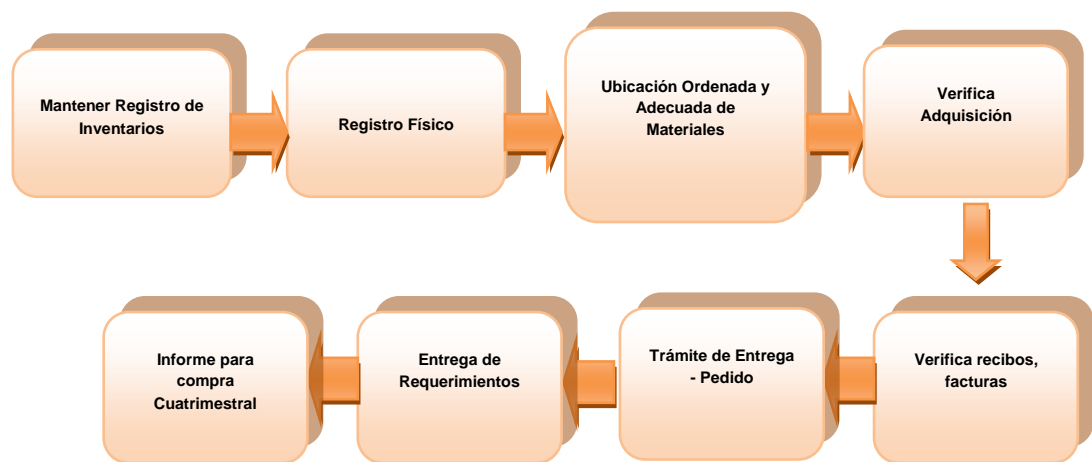 Mantener Registro de
Inventarios
Registro Físico
Ubicación Ordenada y
Adecuada de
Materiales
Verifica
Adquisición
Verifica recibos,
facturas
Trámite de Entrega
- Pedido
Entrega de
Requerimientos
Informe para
compra
Cuatrimestral